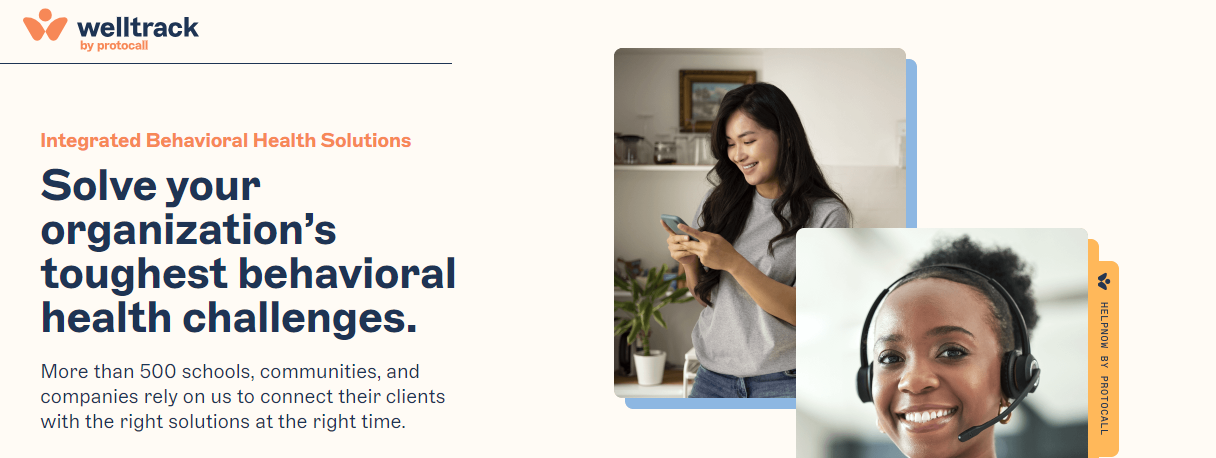 welltrack
by protocall
Integrated Behavioral Health Solutions
Solve your
organization’s
toughest behavioral
health challenges.
More than 500 schools, communities, and
companies rely on us to connect their clients
with the right solutions at the right time.
HELPNOW BY PROTOCALL